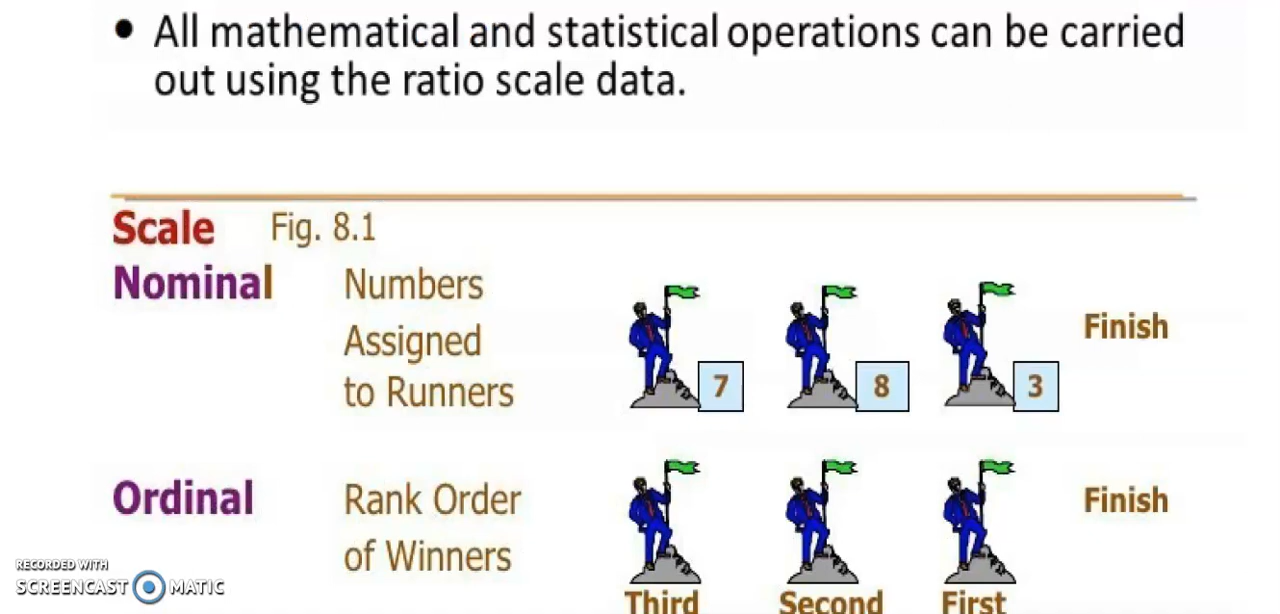 • All mathematical and statistical operations can be carried
out using the ratio scale data.
Scale Fig. 8.1
Nominal Numbers
Assigned
to Runners
7 8 3
Finish
Ordinal Rank Order
of Winners
Finish
Third Second First
RECORDED WITH
SCREENCAST MATIC